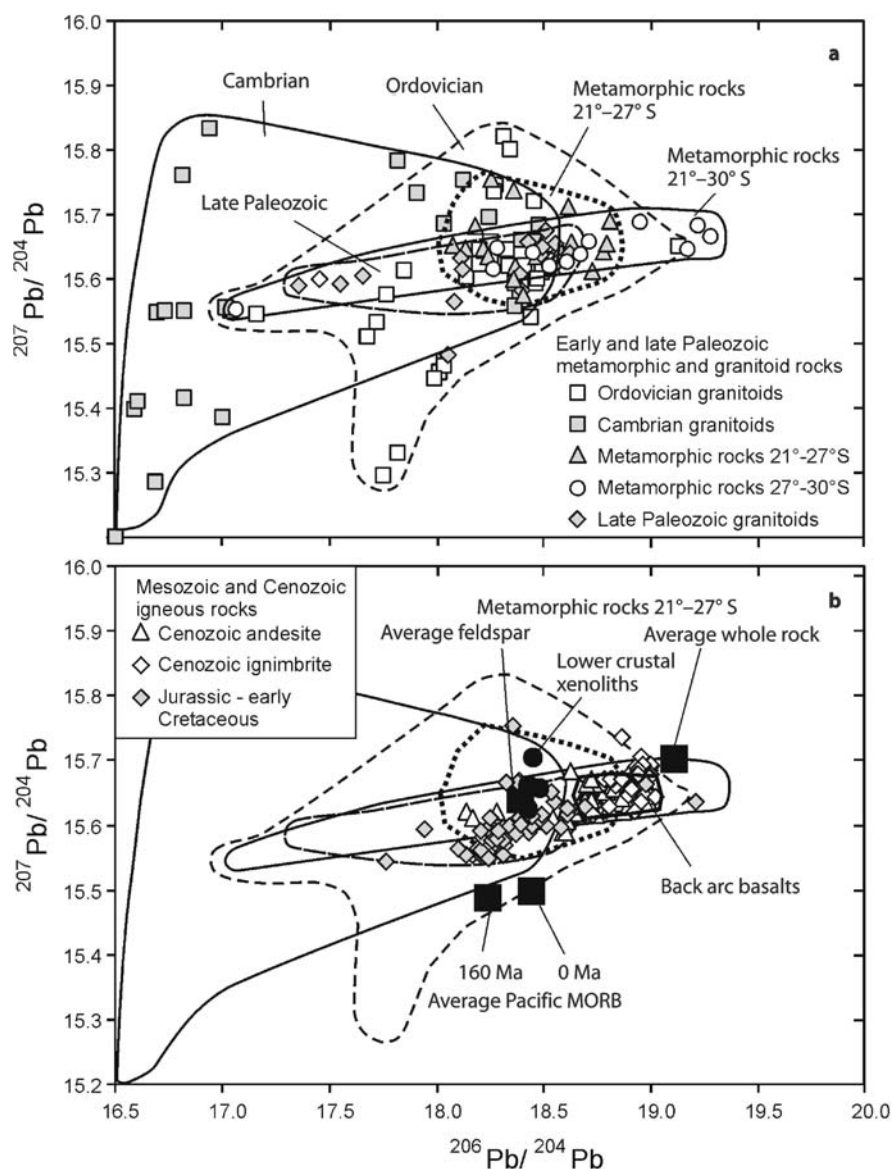 16.0
a
Cambrian
Ordovician
Metamorphic rocks
21°–27° S
15.9
15.8
Metamorphic rocks
21°–30° S
Late Paleozoic
15.7
15.6
207Pb/ 204Pb
15.5
15.4
15.3
Early and late Paleozoic
metamorphic and granitoid rocks
Ordovician granitoids
Cambrian granitoids
Metamorphic rocks 21°-27°S
Metamorphic rocks 27°-30°S
Late Paleozoic granitoids
16.0
b
Mesozoic and Cenozoic
igneous rocks
Cenozoic andesite
Cenozoic ignimbrite
Jurassic - early
Cretaceous
Metamorphic rocks 21°–27° S
Average feldspar
Average whole rock
Lower crustal
xenoliths
15.9
15.8
15.7
15.6
207Pb/ 204Pb
15.5
15.4
15.3
15.2
Back arc basalts
160 Ma
0 Ma
Average Pacific MORB
16.5
17.0
17.5
18.0
18.5
19.0
19.5
20.0
206Pb/ 204Pb